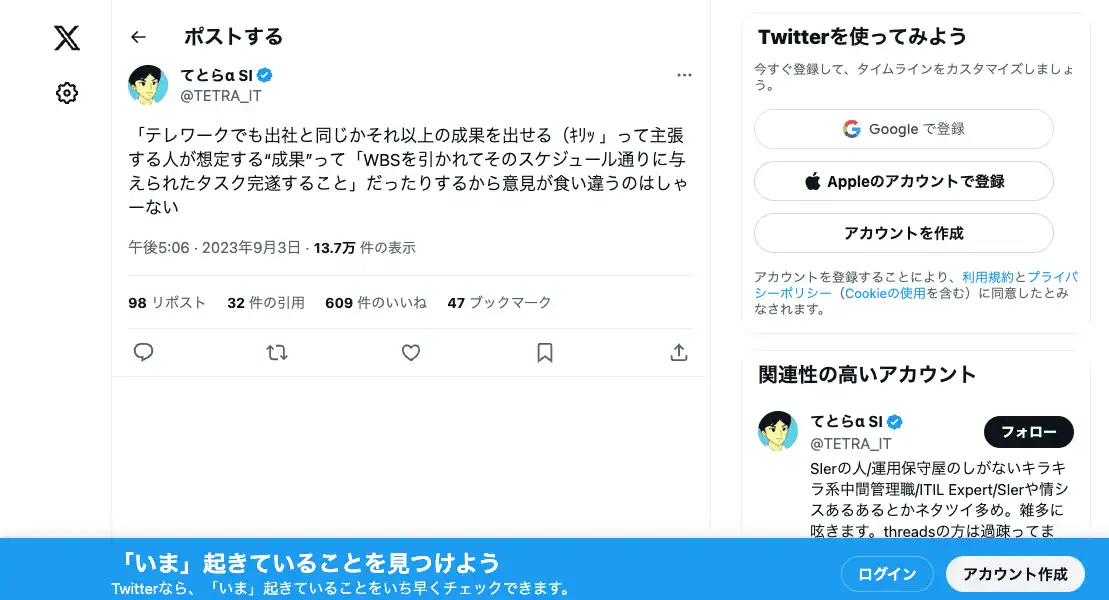 ポストする
てとらα SI
@TETRA_IT
「テレワークでも出社と同じかそれ以上の成果を出せる（ｷﾘｯ 」って主張
する人が想定する“成果”って「WBSを引かれてそのスケジュール通りに与
えられたタスク完遂すること」だったりするから意見が食い違うのはしゃ
ーない
午後5:06 · 2023年9月3日 · 13.7万 件の表示
98 リポスト 32 件の引用 609 件のいいね 47 ブックマーク
Twitterを使ってみよう
今すぐ登録して、タイムラインをカスタマイズしましょ
う。
Google で登録
Appleのアカウントで登録
アカウントを作成
アカウントを登録することにより、利用規約とプライバ
シーポリシー（Cookieの使用を含む）に同意したとみ
なされます。
関連性の高いアカウント
てとらα SI
@TETRA_IT
フォロー
SIerの人/運用保守屋のしがないキラキ
ラ系中間管理職/ITIL Expert/SIerや情シ
スあるあるとかネタツイ多め。雑多に
呟きます。threadsの方は過疎ってま
「いま」起きていることを見つけよう
Twitterなら、「いま」起きていることをいち早くチェックできます。
ログイン
アカウント作成